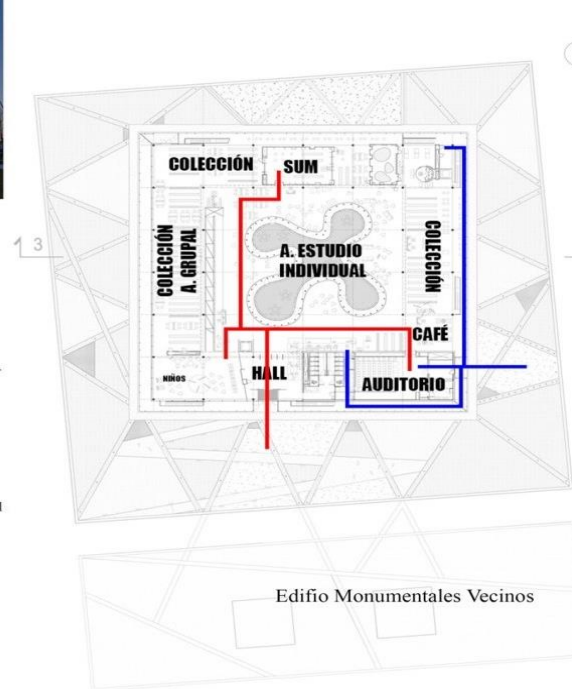 COLECCIÓN
SUM
COLECCIÓN
A. GRUPAL
A. ESTUDIO
INDIVIDUAL
COLECCIÓN
CAFÉ
NIÑOS
HALL
AUDITORIO
3
Edifio Monumentales Vecinos